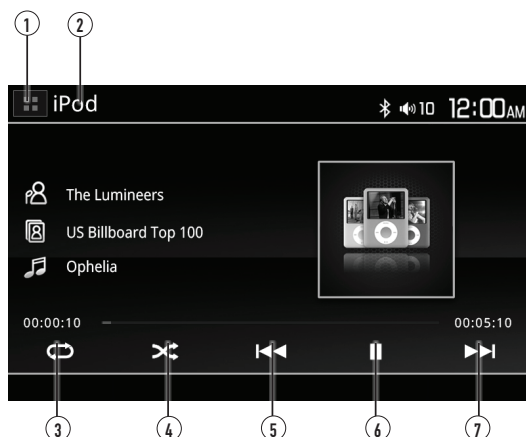 1 2
iPod 10 12:00AM
The Lumineers
US Billboard Top 100
Ophelia
00:00:10 00:05:10
3 4 5 6 7